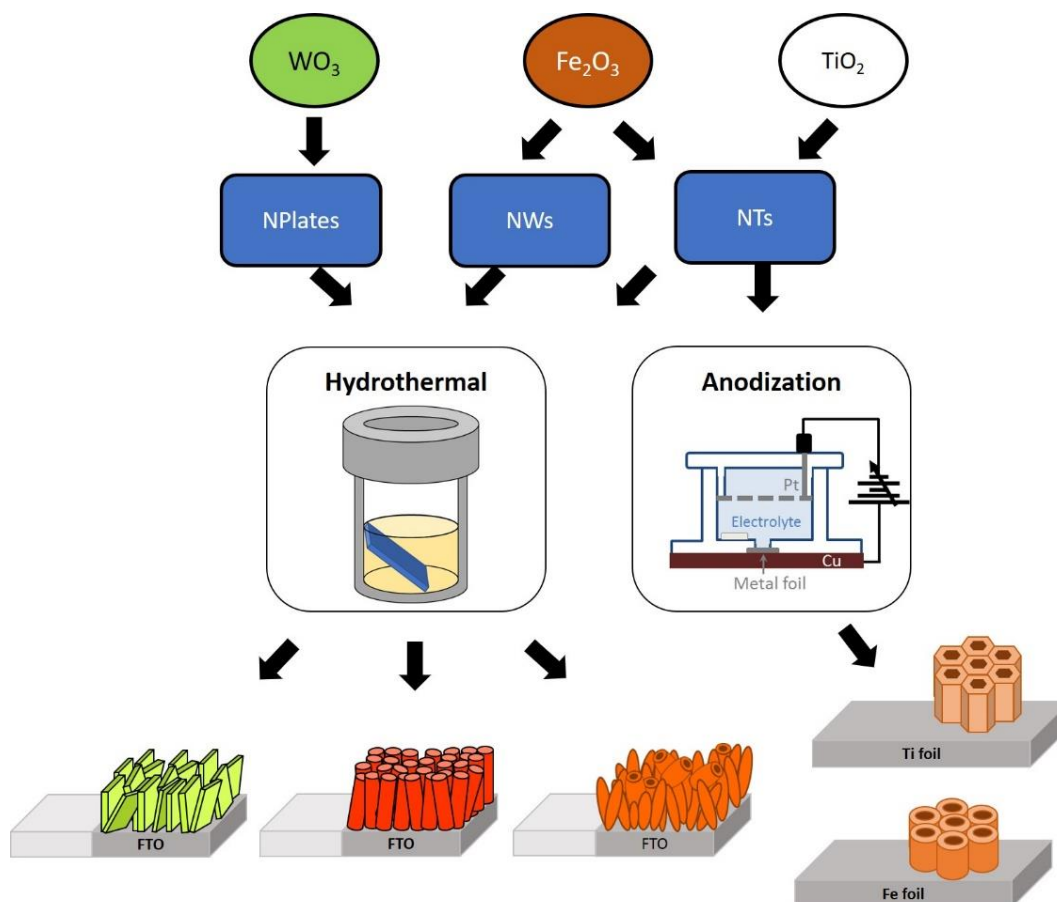 WO₃
Fe₂O₃
TiO₂
NPlates
NWs
NTs
Hydrothermal
Anodization
Pt
Electrolyte
Cu
Metal foil
Ti foil
FTO
FTO
FTO
Fe foil